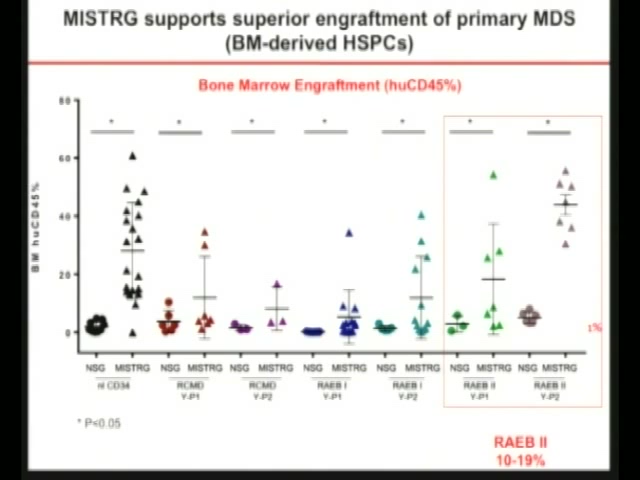 MISTRG supports superior engraftment of primary MDS
(BM-derived HSPCs)
Bone Marrow Engraftment (huCD45%)
BM huCD45%
80
60
40
20
0
* * * * * * *
NSG MISTRG NSG MISTRG NSG MISTRG NSG MISTRG NSG MISTRG NSG MISTRG NSG MISTRG
nl CD34 RCMD RCMD RAEB I RAEB I RAEB II RAEB II
Y-P1 Y-P2 Y-P1 Y-P2 Y-P1 Y-P2
1%
* P<0.05
RAEB II
10-19%